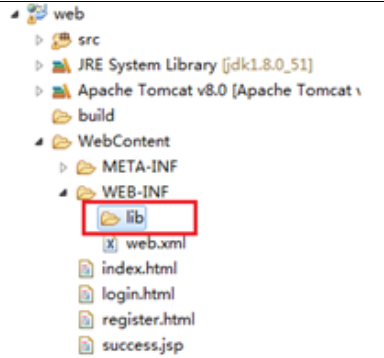 web
src
JRE System Library [jdk1.8.0_51]
Apache Tomcat v8.0 [Apache Tomcat
build
WebContent
META-INF
WEB-INF
lib
web.xml
index.html
login.html
register.html
success.jsp